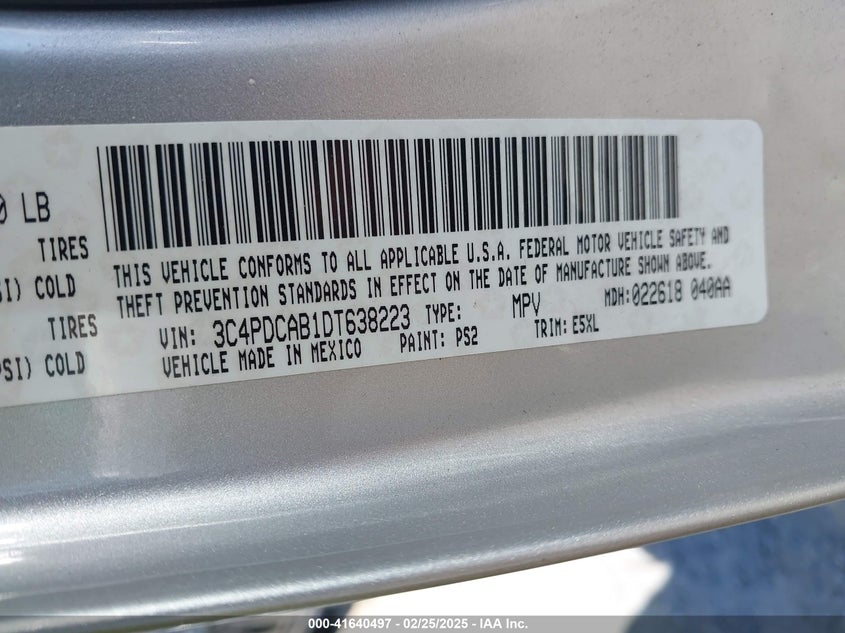 0 LB
TIRES
SI) COLD
TIRES
PSI) COLD
THIS VEHICLE CONFORMS TO ALL APPLICABLE U.S.A. FEDERAL MOTOR VEHICLE SAFETY AND
THEFT PREVENTION STANDARDS IN EFFECT ON THE DATE OF MANUFACTURE SHOWN ABOVE.
VIN: 3C4PDCAB1DT638223 TYPE: MPV MDH:022618 040AA
VEHICLE MADE IN MEXICO PAINT: PS2 TRIM: E5XL
000-41640497 - 02/25/2025 - IAA Inc.